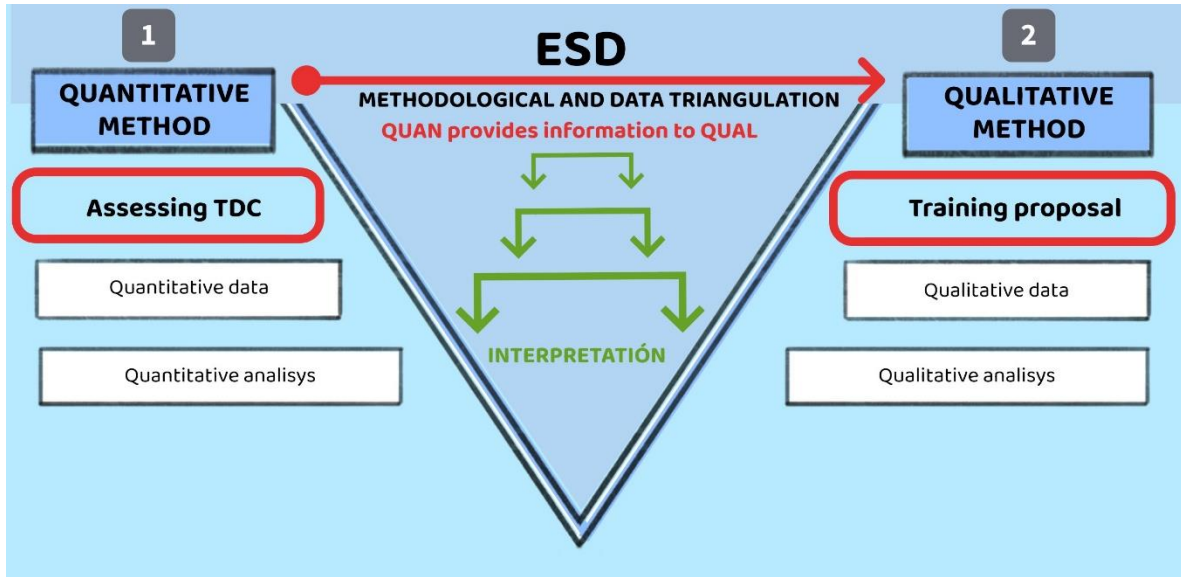 1
QUANTITATIVE
METHOD
Assessing TDC
Quantitative data
Quantitative analisys
ESD
METHODOLOGICAL AND DATA TRIANGULATION
QUAN provides information to QUAL
INTERPRETATIÓN
2
QUALITATIVE
METHOD
Training proposal
Qualitative data
Qualitative analisys